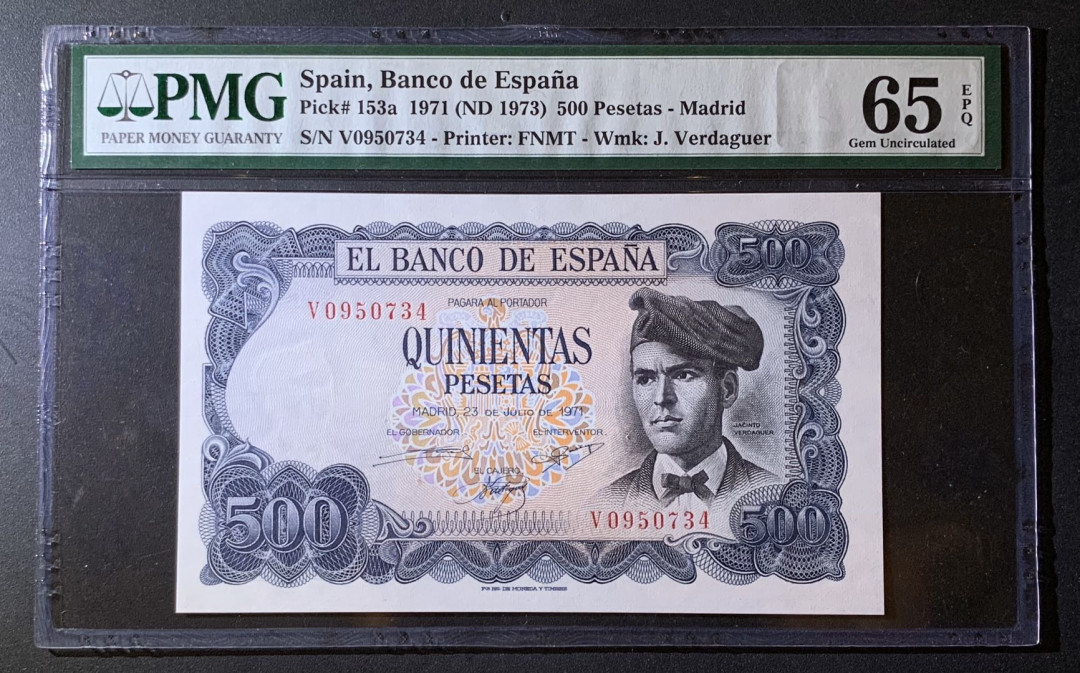 PMG
PAPER MONEY GUARANTY
Spain, Banco de España
Pick# 153a 1971 (ND 1973) 500 Pesetas - Madrid
S/N V0950734 - Printer: FNMT - Wmk: J. Verdaguer
65
EPQ
Gem Uncirculated
EL BANCO DE ESPAÑA
500
V0950734
PAGARA AL PORTADOR
QUINIENTAS
PESETAS
MADRID, 23 DE JULIO DE 1971
EL GOBERNADOR
EL INTERVENTOR,
JACINTO
VERDAGUER
EL CAJERO
500
V0950734
500